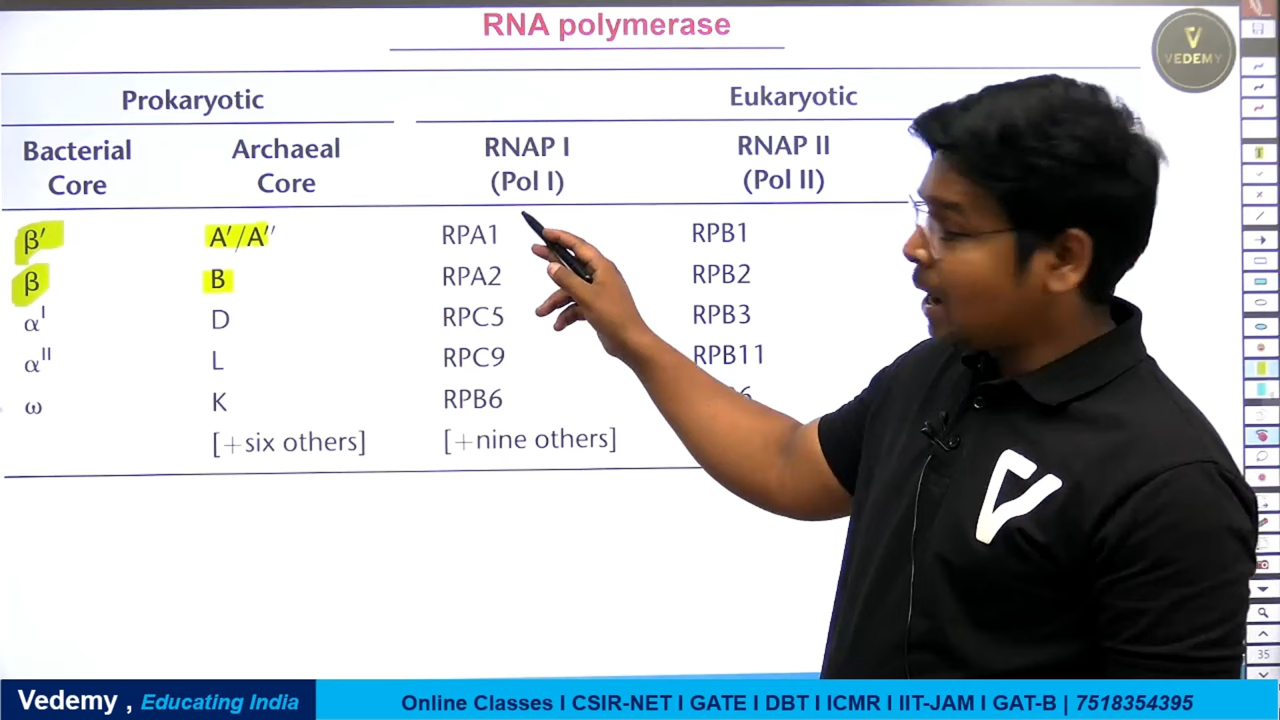 RNA polymerase
VEDEMY
Prokaryotic Eukaryotic
Bacterial Core Archaeal Core RNAP I (Pol I) RNAP II (Pol II)
β′ A′/A″ RPA1 RPB1
β B RPA2 RPB2
αᴵ D RPC5 RPB3
αᴵᴵ L RPC9 RPB11
ω K RPB6 6
[+six others] [+nine others]
35
Vedemy , Educating India
Online Classes I CSIR-NET I GATE I DBT I ICMR I IIT-JAM I GAT-B | 7518354395